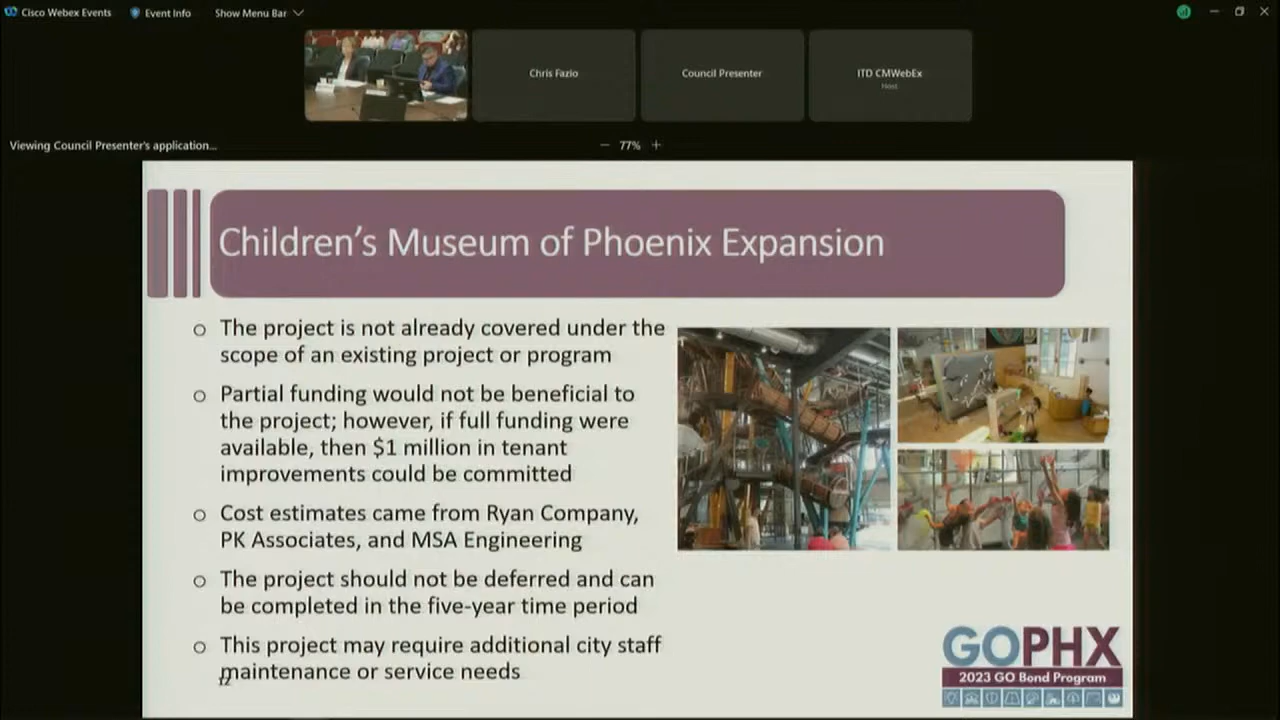 Cisco Webex Events
Event Info
Show Menu Bar
Chris Fazio
Council Presenter
ITD CMWebEx
Host
Viewing Council Presenter's application...
77%
Children's Museum of Phoenix Expansion
The project is not already covered under the
scope of an existing project or program
Partial funding would not be beneficial to
the project; however, if full funding were
available, then $1 million in tenant
improvements could be committed
Cost estimates came from Ryan Company,
PK Associates, and MSA Engineering
The project should not be deferred and can
be completed in the five-year time period
This project may require additional city staff
maintenance or service needs
12
GOPHX
2023 GO Bond Program